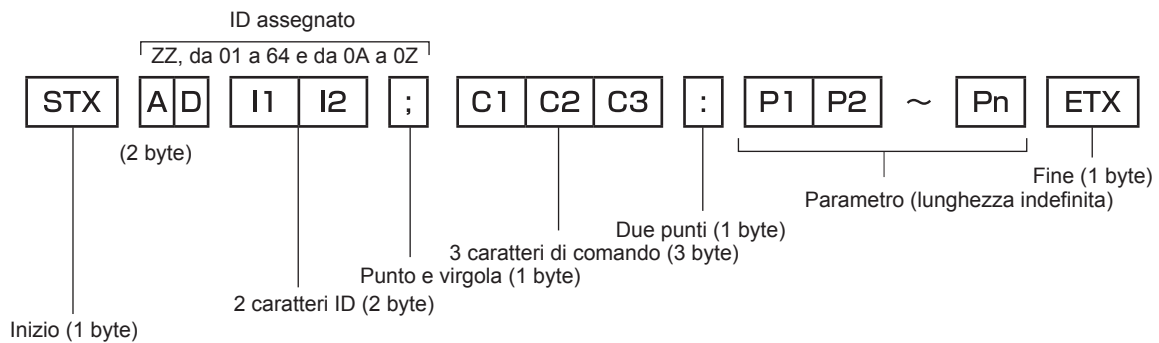 ID assegnato
ZZ, da 01 a 64 e da 0A a 0Z
STX A D I1 I2 ; C1 C2 C3 : P1 P2 ～ Pn ETX
(2 byte)
Fine (1 byte)
Parametro (lunghezza indefinita)
Due punti (1 byte)
3 caratteri di comando (3 byte)
Punto e virgola (1 byte)
2 caratteri ID (2 byte)
Inizio (1 byte)